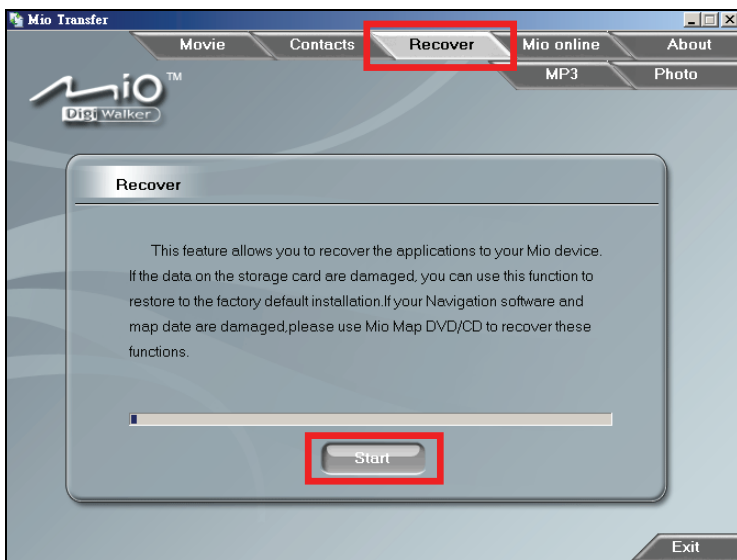 Mio Transfer
Movie Contacts Recover Mio online About
MP3 Photo
Mio TM
Digi Walker
Recover
This feature allows you to recover the applications to your Mio device.
If the data on the storage card are damaged, you can use this function to
restore to the factory default installation.If your Navigation software and
map date are damaged,please use Mio Map DVD/CD to recover these
functions.
Start
Exit